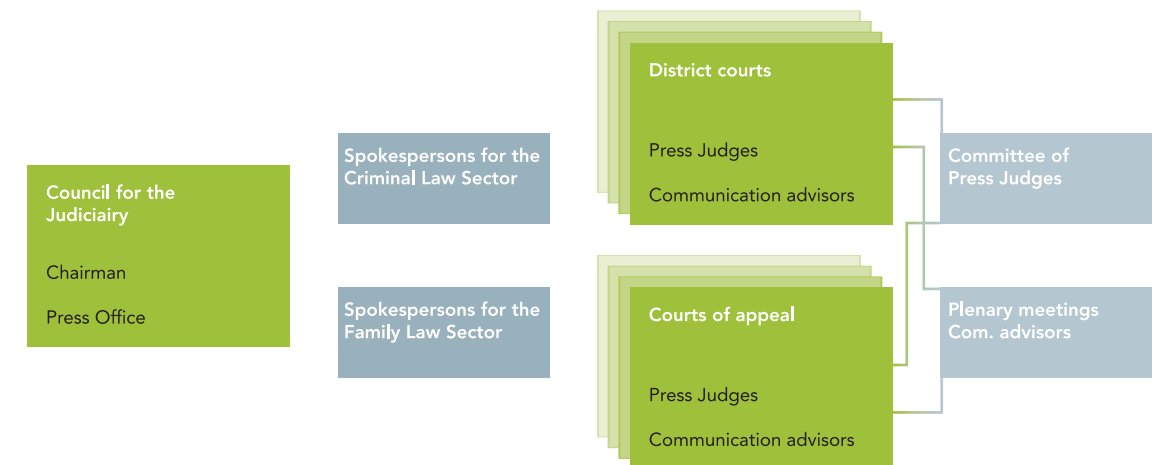 Council for the
Judiciairy
Chairman
Press Office
Spokespersons for the
Criminal Law Sector
Spokespersons for the
Family Law Sector
District courts
Press Judges
Communication advisors
Courts of appeal
Press Judges
Communication advisors
Committee of
Press Judges
Plenary meetings
Com. advisors